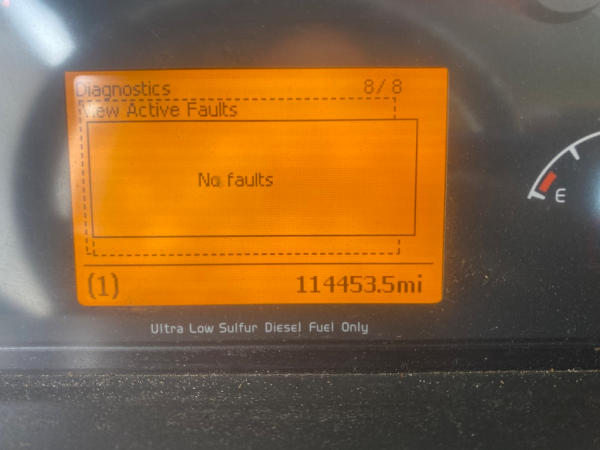 Diagnostics 8/8
View Active Faults
No faults
E
(1) 114453.5mi
Ultra Low Sulfur Diesel Fuel Only